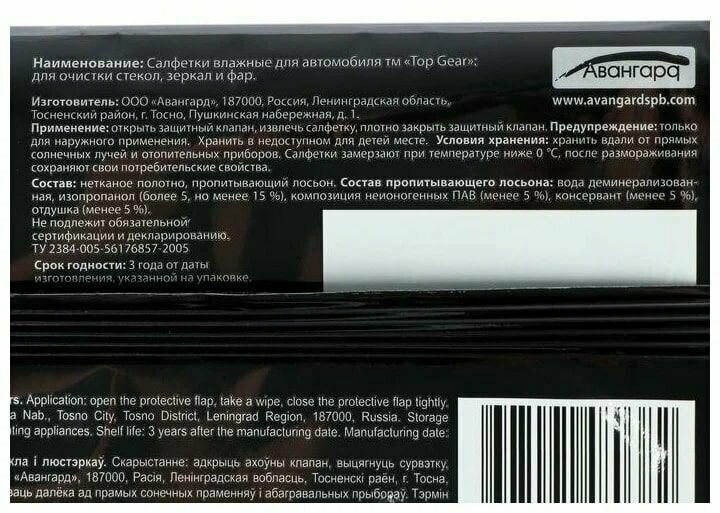 Наименование: Салфетки влажные для автомобиля тм «Top Gear»:
для очистки стекол, зеркал и фар.
Авангард
www.avangardspb.com
Изготовитель: ООО «Авангард», 187000, Россия, Ленинградская область,
Тосненский район, г. Тосно, Пушкинская набережная, д. 1.
Применение: открыть защитный клапан, извлечь салфетку, плотно закрыть защитный клапан. Предупреждение: только
для наружного применения. Хранить в недоступном для детей месте. Условия хранения: хранить вдали от прямых
солнечных лучей и отопительных приборов. Салфетки замерзают при температуре ниже 0 °С, после размораживания
сохраняют свои потребительские свойства.
Состав: нетканое полотно, пропитывающий лосьон. Состав пропитывающего лосьона: вода деминерализован-
ная, изопропанол (более 5, но менее 15 %), композиция неионогенных ПАВ (менее 5 %), консервант (менее 5 %),
отдушка (менее 5 %).
Не подлежит обязательной
сертификации и декларированию.
ТУ 2384-005-56176857-2005
Срок годности: 3 года от даты
изготовления, указанной на упаковке.
rs. Application: open the protective flap, take a wipe, close the protective flap tightly.
a Nab., Tosno City, Tosno District, Leningrad Region, 187000, Russia. Storage
ting appliances. Shelf life: 3 years after the manufacturing date. Manufacturing date:
кла і люстэркаў. Скарыстанне: адкрыць ахоўны клапан, выцягнуць сурвэтку,
«Авангард», 187000, Расія, Ленінградская вобласць, Тосненскі раён, г. Тосна,
ваць далёка ад прамых сонечных праменняў і абагравальных прыбораў. Тэрмін